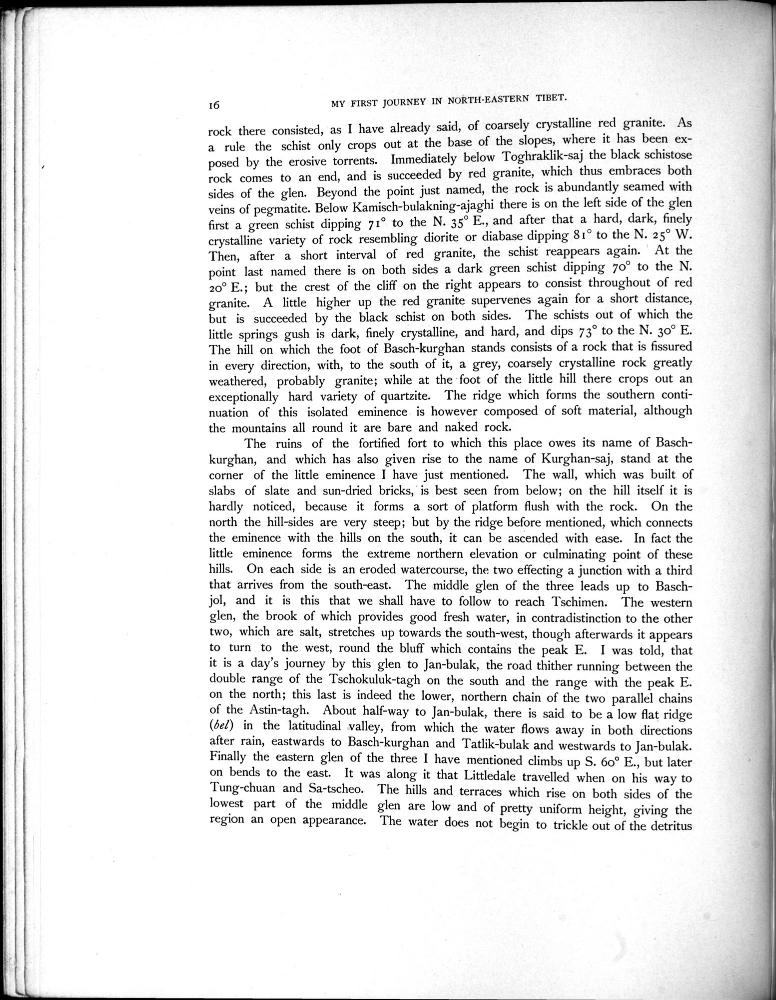 16
MY FIRST JOURNEY IN NORTH-EASTERN TIBET.
rock there consisted, as I have already said, of coarsely crystalline red granite. As
a rule the schist only crops out at the base of the slopes, where it has been ex-
posed by the erosive torrents. Immediately below Toghraklik-saj the black schistose
rock comes to an end, and is succeeded by red granite, which thus embraces both
sides of the glen. Beyond the point just named, the rock is abundantly seamed with
veins of pegmatite. Below Kamisch-bulakning-ajaghi there is on the left side of the glen
first a green schist dipping 71° to the N. 35° E., and after that a hard, dark, finely
crystalline variety of rock resembling diorite or diabase dipping 81° to the N. 25° W.
Then, after a short interval of red granite, the schist reappears again. At the
point last named there is on both sides a dark green schist dipping 70° to the N.
20° E.; but the crest of the cliff on the right appears to consist throughout of red
granite. A little higher up the red granite supervenes again for a short distance,
but is succeeded by the black schist on both sides. The schists out of which the
little springs gush is dark, finely crystalline, and hard, and dips 73° to the N. 30° E.
The hill on which the foot of Basch-kurghan stands consists of a rock that is fissured
in every direction, with, to the south of it, a grey, coarsely crystalline rock greatly
weathered, probably granite; while at the foot of the little hill there crops out an
exceptionally hard variety of quartzite. The ridge which forms the southern conti-
nuation of this isolated eminence is however composed of soft material, although
the mountains all round it are bare and naked rock.
The ruins of the fortified fort to which this place owes its name of Basch-
kurghan, and which has also given rise to the name of Kurghan-saj, stand at the
corner of the little eminence I have just mentioned. The wall, which was built of
slabs of slate and sun-dried bricks, is best seen from below; on the hill itself it is
hardly noticed, because it forms a sort of platform flush with the rock. On the
north the hill-sides are very steep; but by the ridge before mentioned, which connects
the eminence with the hills on the south, it can be ascended with ease. In fact the
little eminence forms the extreme northern elevation or culminating point of these
hills. On each side is an eroded watercourse, the two effecting a junction with a third
that arrives from the south-east. The middle glen of the three leads up to Basch-
jol, and it is this that we shall have to follow to reach Tschimen. The western
glen, the brook of which provides good fresh water, in contradistinction to the other
two, which are salt, stretches up towards the south-west, though afterwards it appears
to turn to the west, round the bluff which contains the peak E. I was told, that
it is a day's journey by this glen to Jan-bulak, the road thither running between the
double range of the Tschokuluk-tagh on the south and the range with the peak E.
on the north; this last is indeed the lower, northern chain of the two parallel chains
of the Astin-tagh. About half-way to Jan-bulak, there is said to be a low flat ridge
(bel) in the latitudinal valley, from which the water flows away in both directions
after rain, eastwards to Basch-kurghan and Tatlik-bulak and westwards to Jan-bulak.
Finally the eastern glen of the three I have mentioned climbs up S. 60° E., but later
on bends to the east. It was along it that Littledale travelled when on his way to
Tung-chuan and Sa-tscheo. The hills and terraces which rise on both sides of the
lowest part of the middle glen are low and of pretty uniform height, giving the
region an open appearance. The water does not begin to trickle out of the detritus